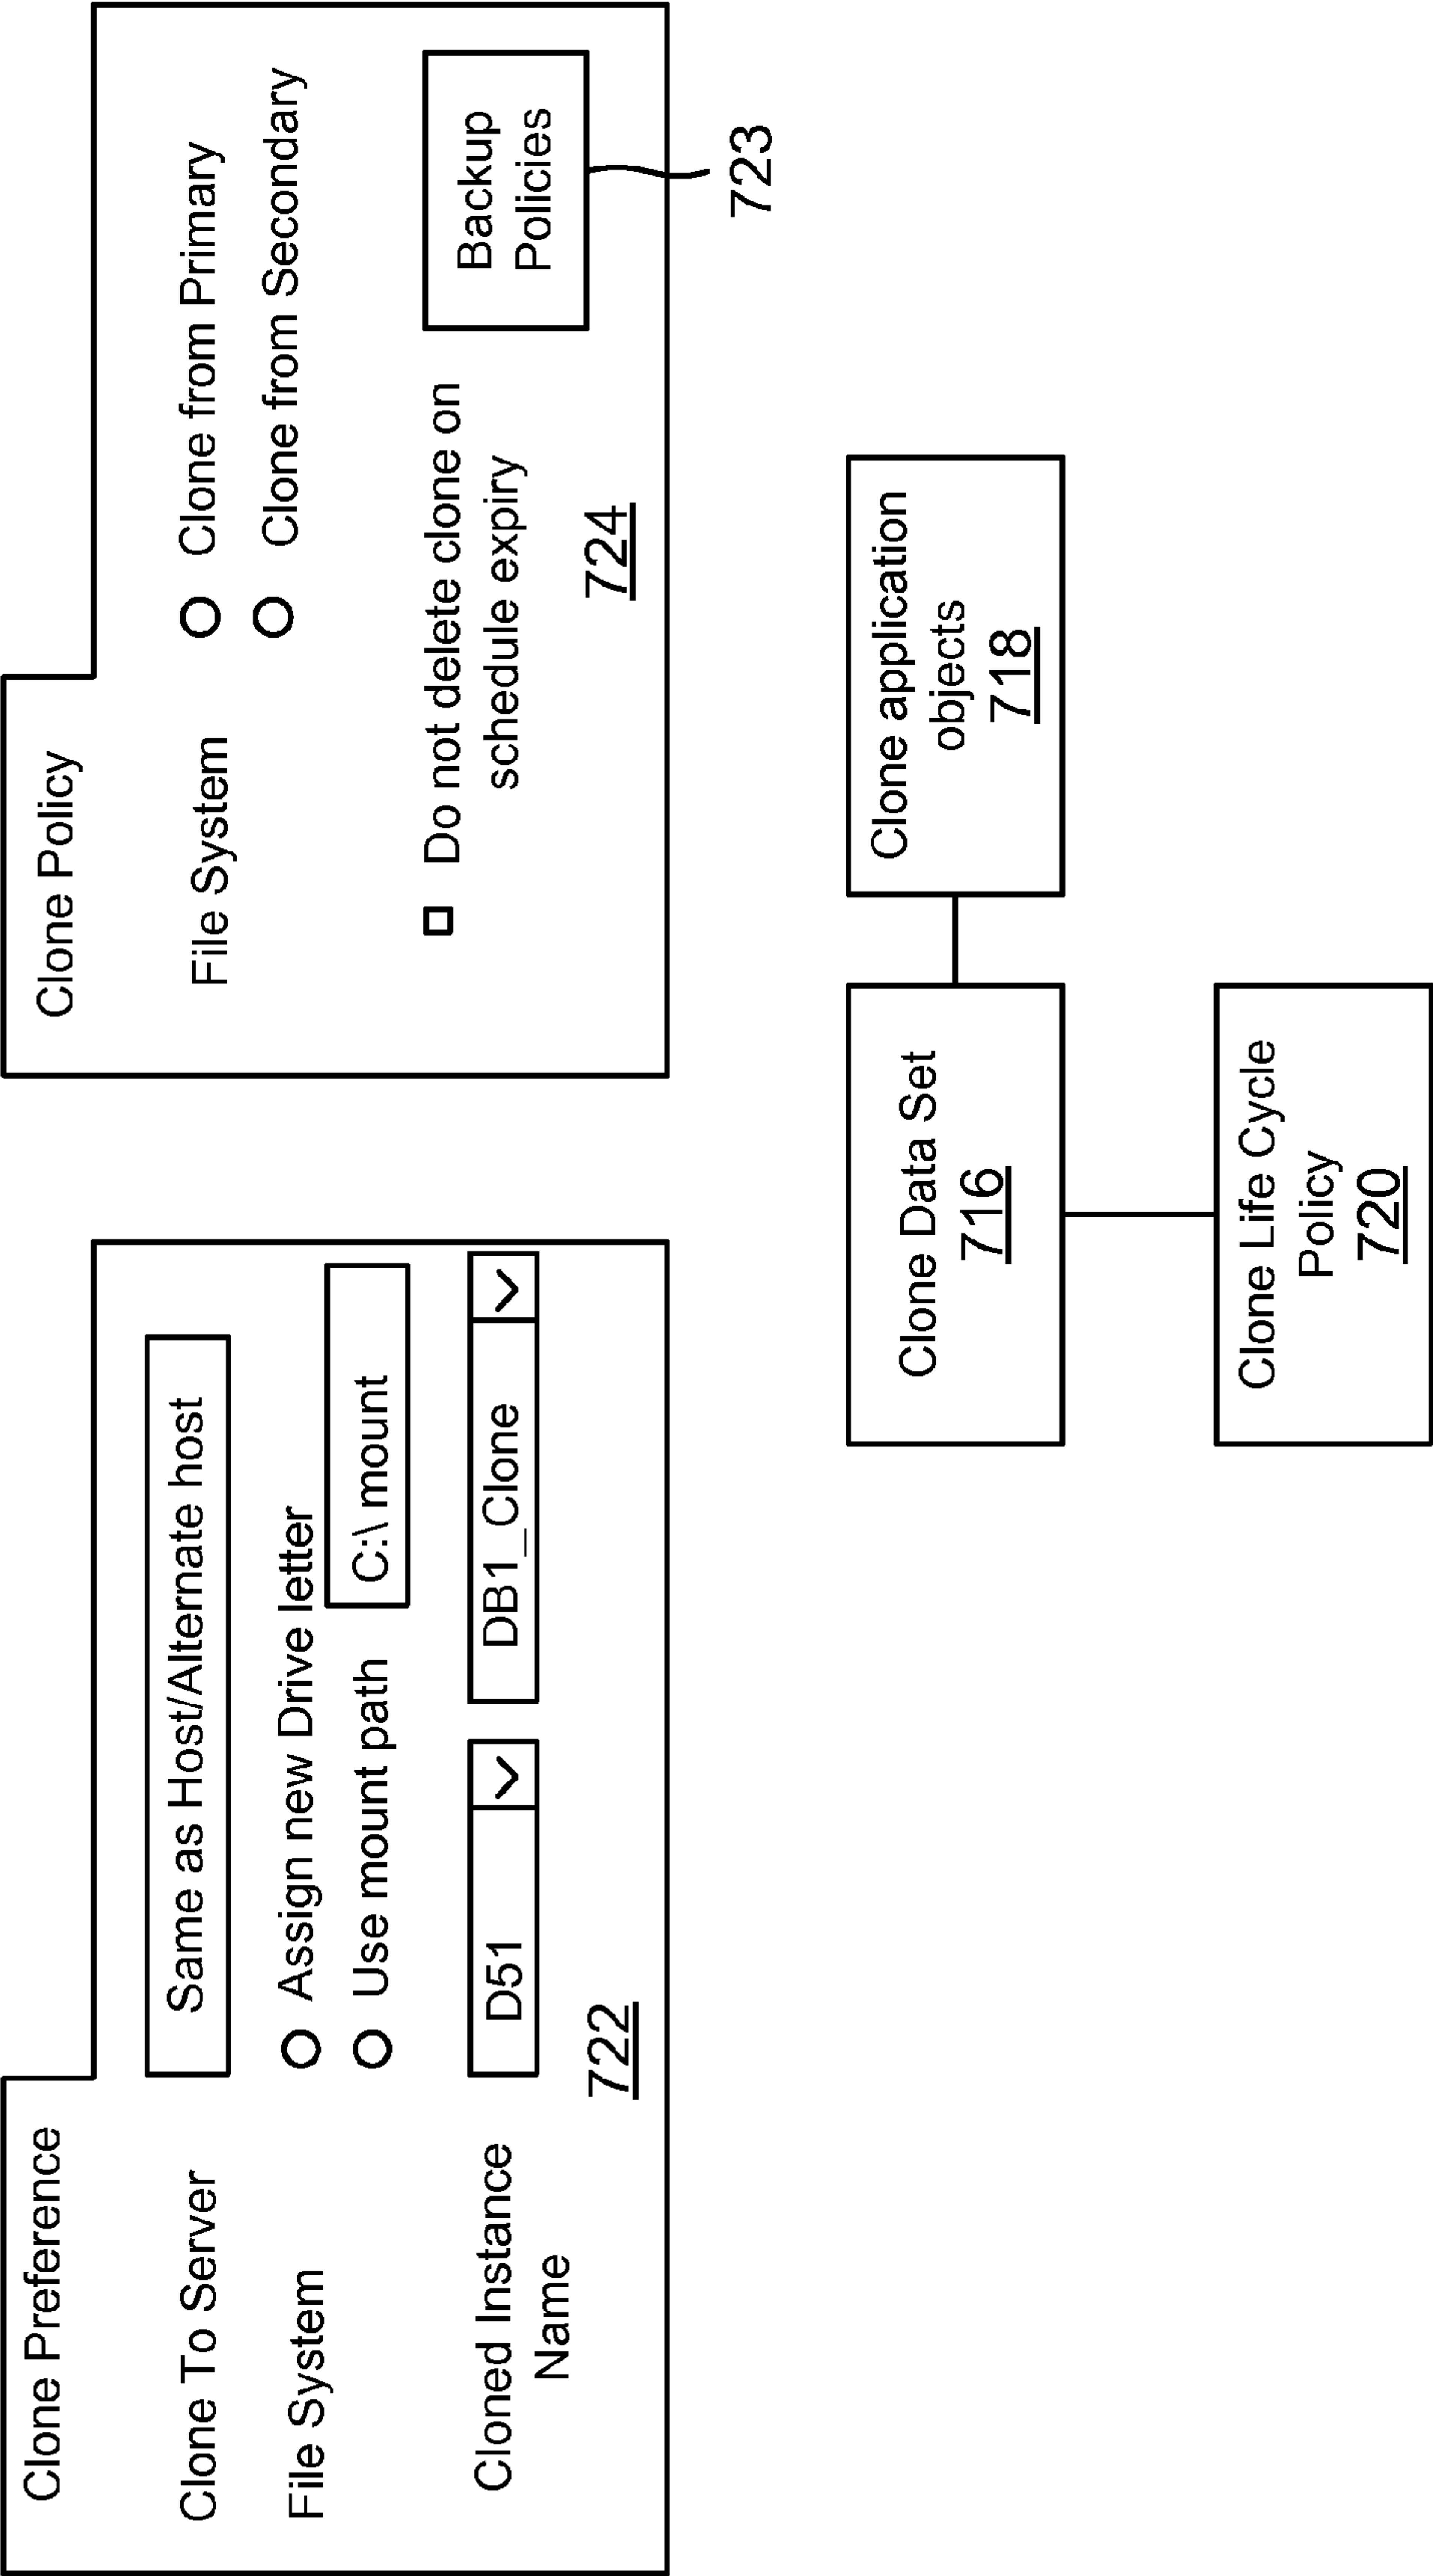 Clone Preference
Clone To Server
Same as Host/Alternate host
File System
Assign new Drive letter
Use mount path
C:\ mount
Cloned Instance
Name
D51
DB1_Clone
722
Clone Policy
File System
Clone from Primary
Clone from Secondary
Do not delete clone on
schedule expiry
Backup
Policies
724
723
Clone Data Set
716
Clone application
objects
718
Clone Life Cycle
Policy
720